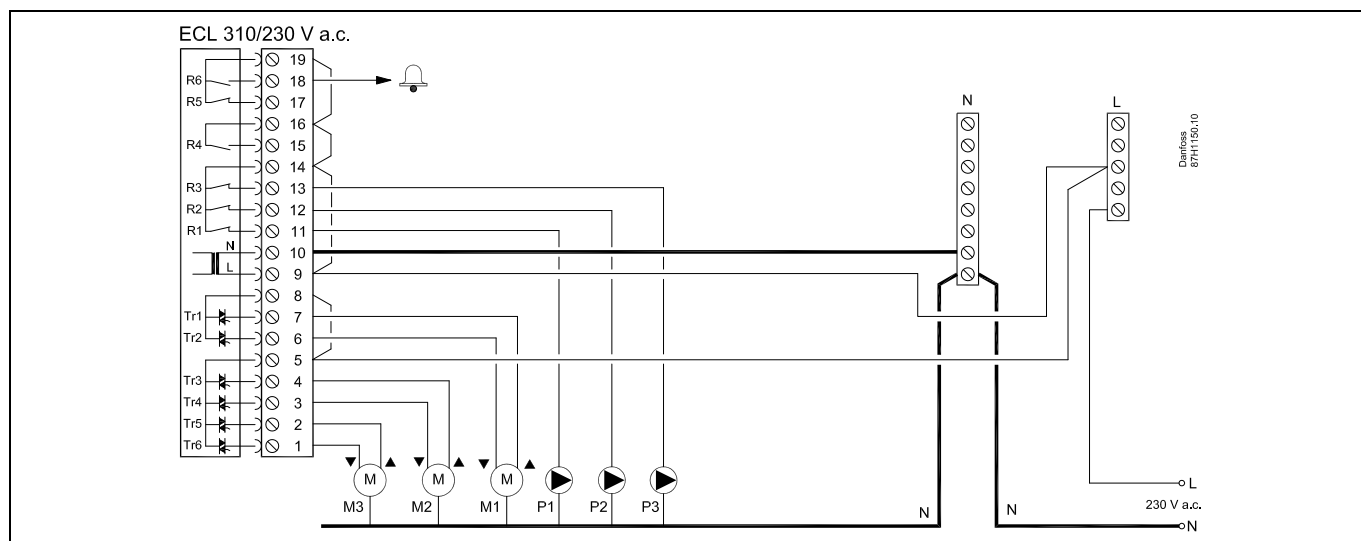 ECL 310/230 V a.c.
19
R6 18
R5 17
16
R4 15
14
R3 13
R2 12
R1 11
N 10
L 9
8
Tr1 7
Tr2 6
5
Tr3 4
Tr4 3
Tr5 2
Tr6 1
N
L
Danfoss
87H1150.10
M M M
M3 M2 M1 P1 P2 P3
L
230 V a.c.
N N N